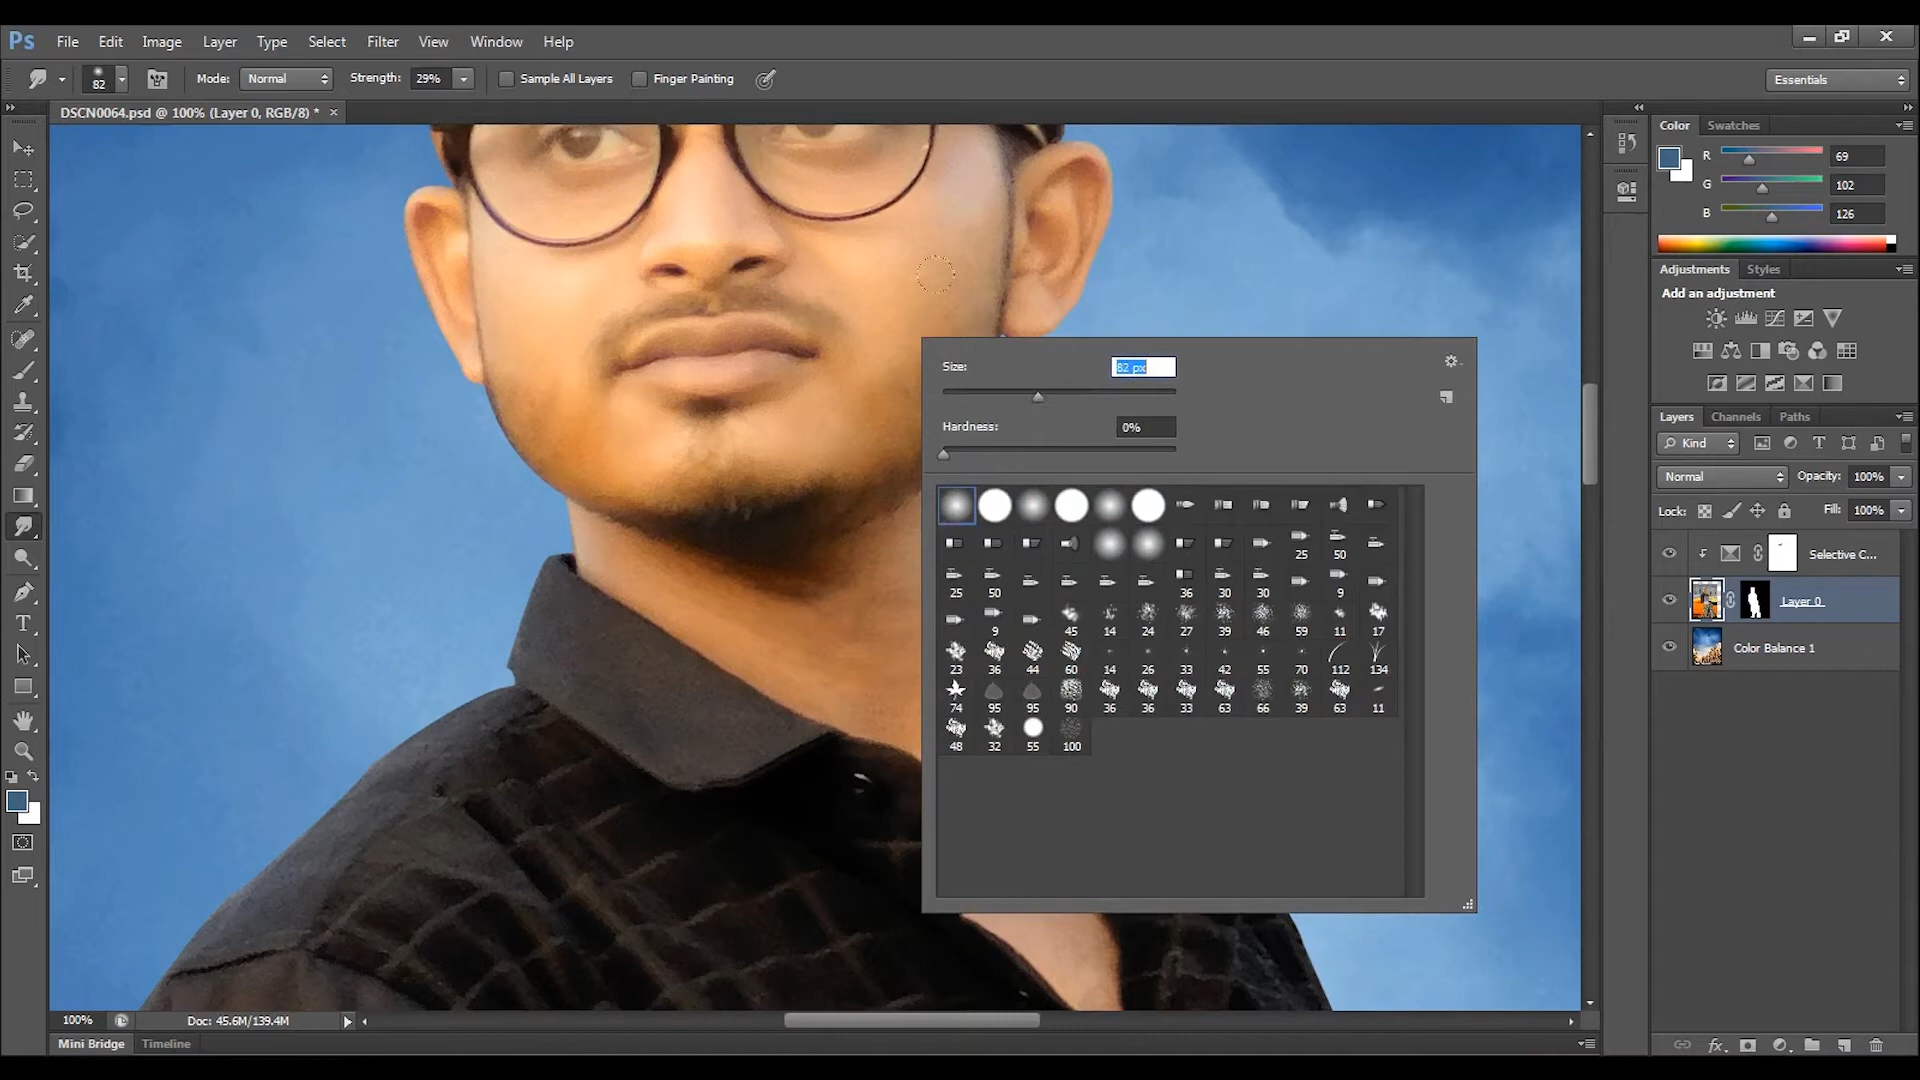 Ps File Edit Image Layer Type Select Filter View Window Help
82 Mode: Normal Strength: 29% Sample All Layers Finger Painting Essentials
DSCN0064.psd @ 100% (Layer 0, RGB/8) * ×
Color Swatches
R 69
G 102
B 126
Adjustments Styles
Add an adjustment
Size: 82 px
Hardness: 0%
25 50
25 50 36 30 30 9
9 45 14 24 27 39 46 59 11 17
23 36 44 60 14 26 33 42 55 70 112 134
74 95 95 90 36 36 33 63 66 39 63 11
48 32 55 100
Layers Channels Paths
Kind
Normal Opacity: 100%
Lock: Fill: 100%
Selective C...
Layer 0
Color Balance 1
100% Doc: 45.6M/139.4M
Mini Bridge Timeline